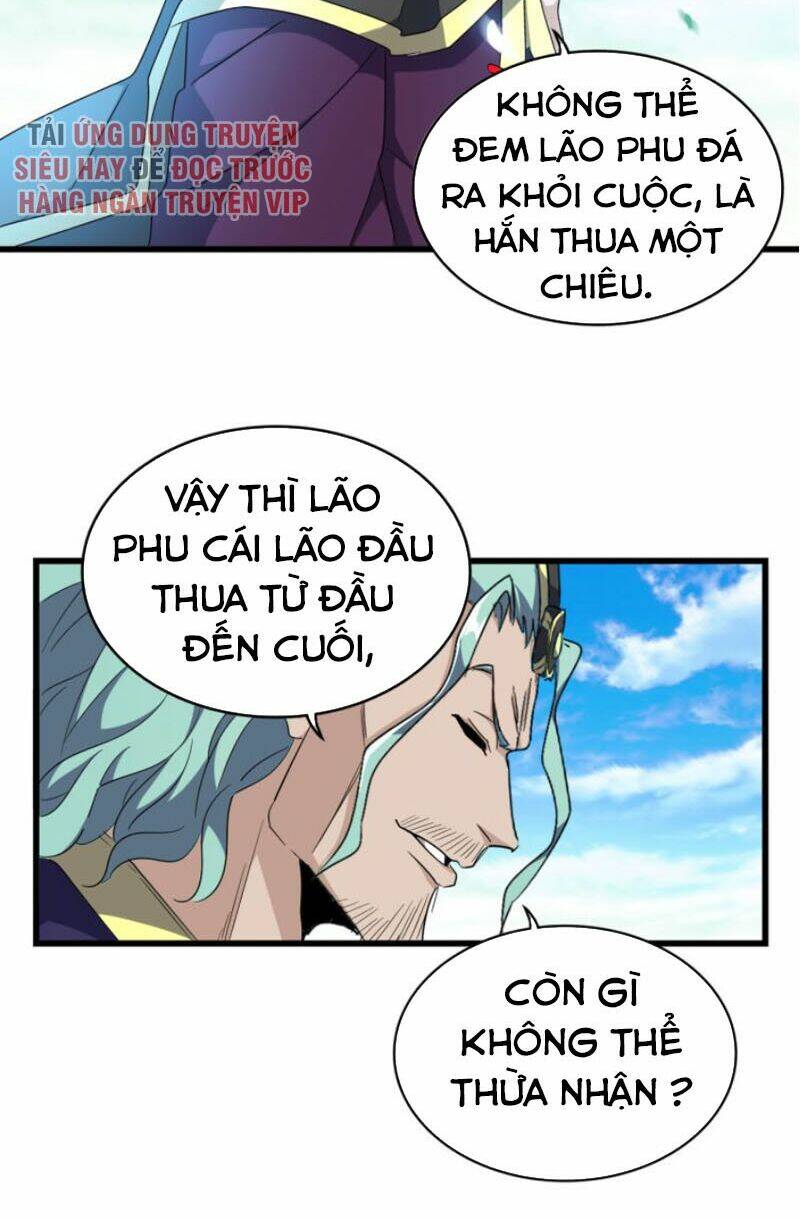 KHÔNG THỂ
ĐEM LÃO PHU ĐÁ
RA KHỎI CUỘC, LÀ
HẮN THUA MỘT
CHIÊU.
TẢI ỨNG DỤNG TRUYỆN
SIÊU HAY ĐỂ ĐỌC TRƯỚC
HÀNG NGÀN TRUYỆN VIP
VẬY THÌ LÃO
PHU CÁI LÃO ĐẦU
THUA TỪ ĐẦU
ĐẾN CUỐI,
CÒN GÌ
KHÔNG THỂ
THỪA NHẬN ?